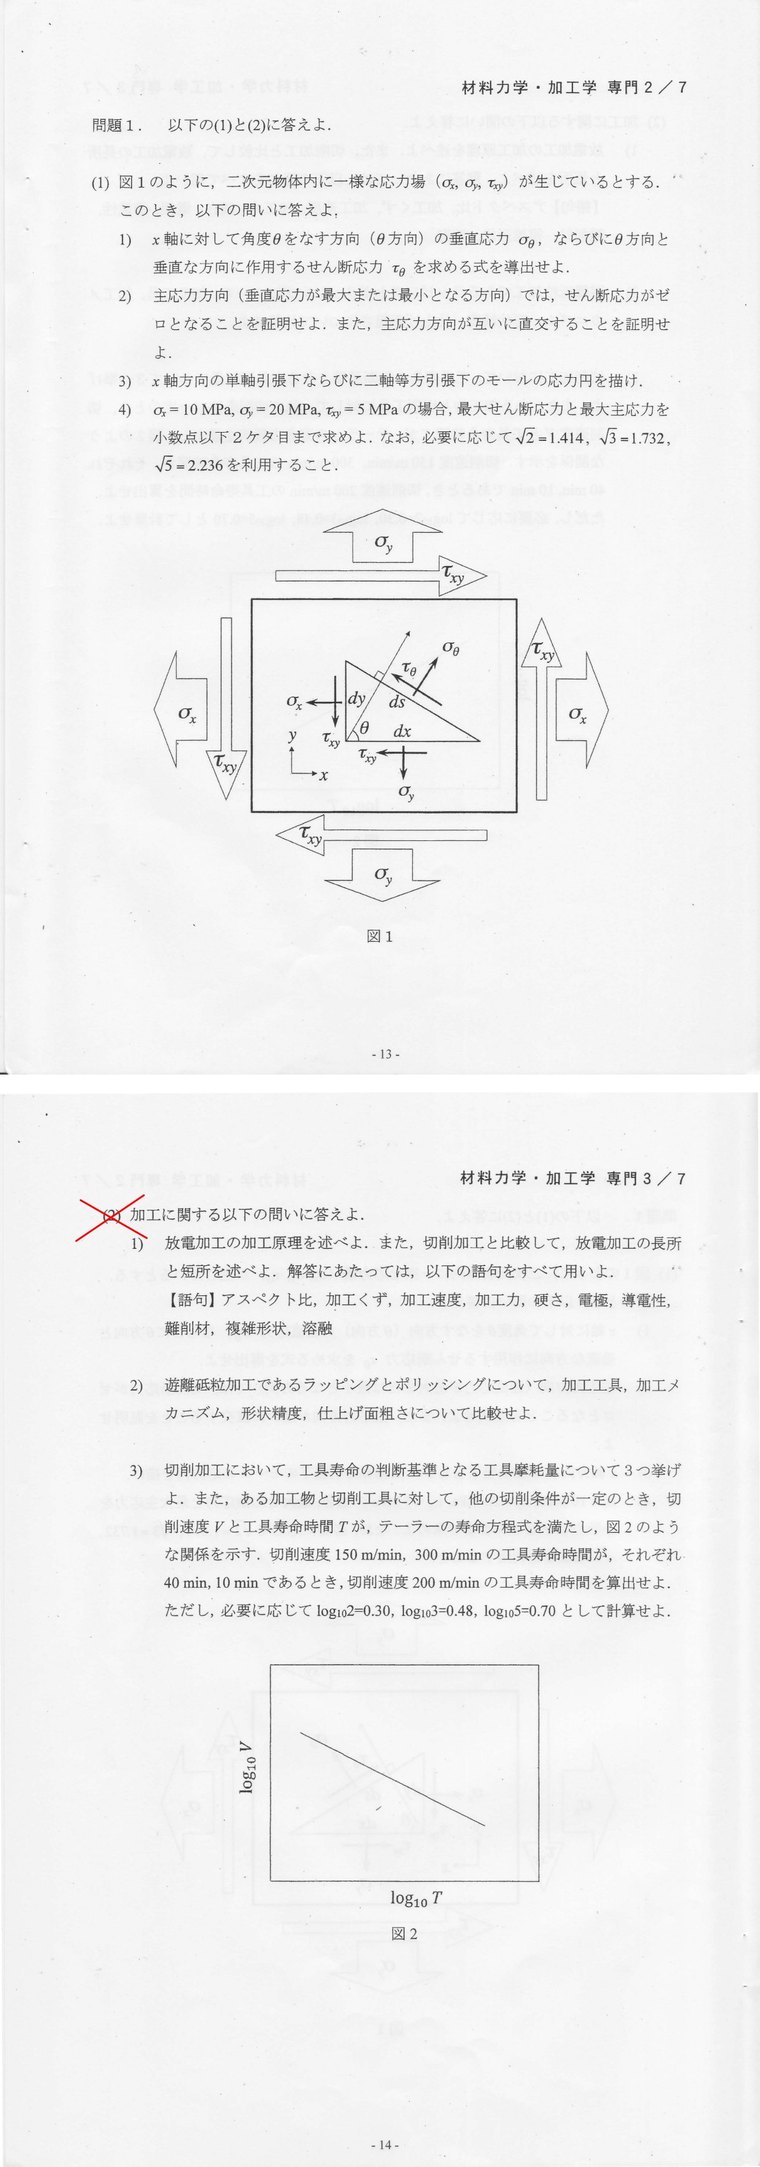 材料力学・加工学 専門２／７
問題１． 以下の(1)と(2)に答えよ．
(1) 図１のように，二次元物体内に一様な応力場（σx, σy, τxy）が生じているとする．
このとき，以下の問いに答えよ．
1) x 軸に対して角度θをなす方向（θ方向）の垂直応力 σθ，ならびにθ方向と
垂直な方向に作用するせん断応力 τθ を求める式を導出せよ．
2) 主応力方向（垂直応力が最大または最小となる方向）では，せん断応力がゼ
ロとなることを証明せよ．また，主応力方向が互いに直交することを証明せ
よ．
3) x 軸方向の単軸引張下ならびに二軸等方引張下のモールの応力円を描け．
4) σx = 10 MPa, σy = 20 MPa, τxy = 5 MPa の場合，最大せん断応力と最大主応力を
小数点以下２ケタ目まで求めよ．なお，必要に応じて√2 =1.414， √3 =1.732，
√5 = 2.236 を利用すること．
σy
τxy
σx
τxy
σx
τxy
dy
θ
y
x
τθ
σθ
ds
dx
τxy
σy
τxy
σx
τxy
σy
図１
- 13 -
材料力学・加工学 専門３／７
(2) 加工に関する以下の問いに答えよ．
1) 放電加工の加工原理を述べよ．また，切削加工と比較して，放電加工の長所
と短所を述べよ．解答にあたっては，以下の語句をすべて用いよ．
【語句】アスペクト比，加工くず，加工速度，加工力，硬さ，電極，導電性，
難削材，複雑形状，溶融
2) 遊離砥粒加工であるラッピングとポリッシングについて，加工工具，加工メ
カニズム，形状精度，仕上げ面粗さについて比較せよ．
3) 切削加工において，工具寿命の判断基準となる工具摩耗量について３つ挙げ
よ．また，ある加工物と切削工具に対して，他の切削条件が一定のとき，切
削速度 V と工具寿命時間 T が，テーラーの寿命方程式を満たし，図２のよう
な関係を示す．切削速度 150 m/min, 300 m/min の工具寿命時間が，それぞれ
40 min, 10 min であるとき，切削速度 200 m/min の工具寿命時間を算出せよ．
ただし，必要に応じて log₁₀2=0.30, log₁₀3=0.48, log₁₀5=0.70 として計算せよ．
log₁₀ V
log₁₀ T
図２
- 14 -